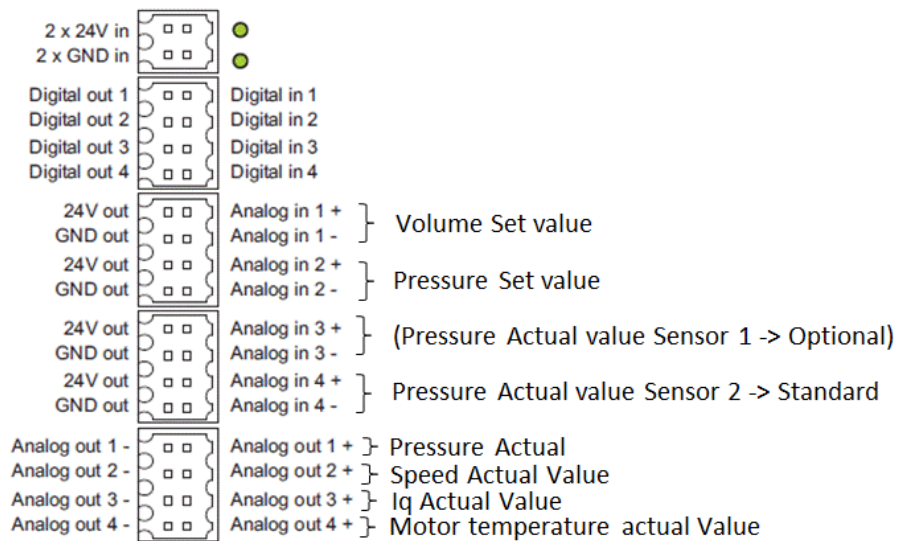 2 x 24V in
2 x GND in
Digital out 1 Digital in 1
Digital out 2 Digital in 2
Digital out 3 Digital in 3
Digital out 4 Digital in 4
24V out Analog in 1 +
GND out Analog in 1 -
Volume Set value
24V out Analog in 2 +
GND out Analog in 2 -
Pressure Set value
24V out Analog in 3 +
GND out Analog in 3 -
(Pressure Actual value Sensor 1 -> Optional)
24V out Analog in 4 +
GND out Analog in 4 -
Pressure Actual value Sensor 2 -> Standard
Analog out 1 - Analog out 1 + Pressure Actual
Analog out 2 - Analog out 2 + Speed Actual Value
Analog out 3 - Analog out 3 + Iq Actual Value
Analog out 4 - Analog out 4 + Motor temperature actual Value